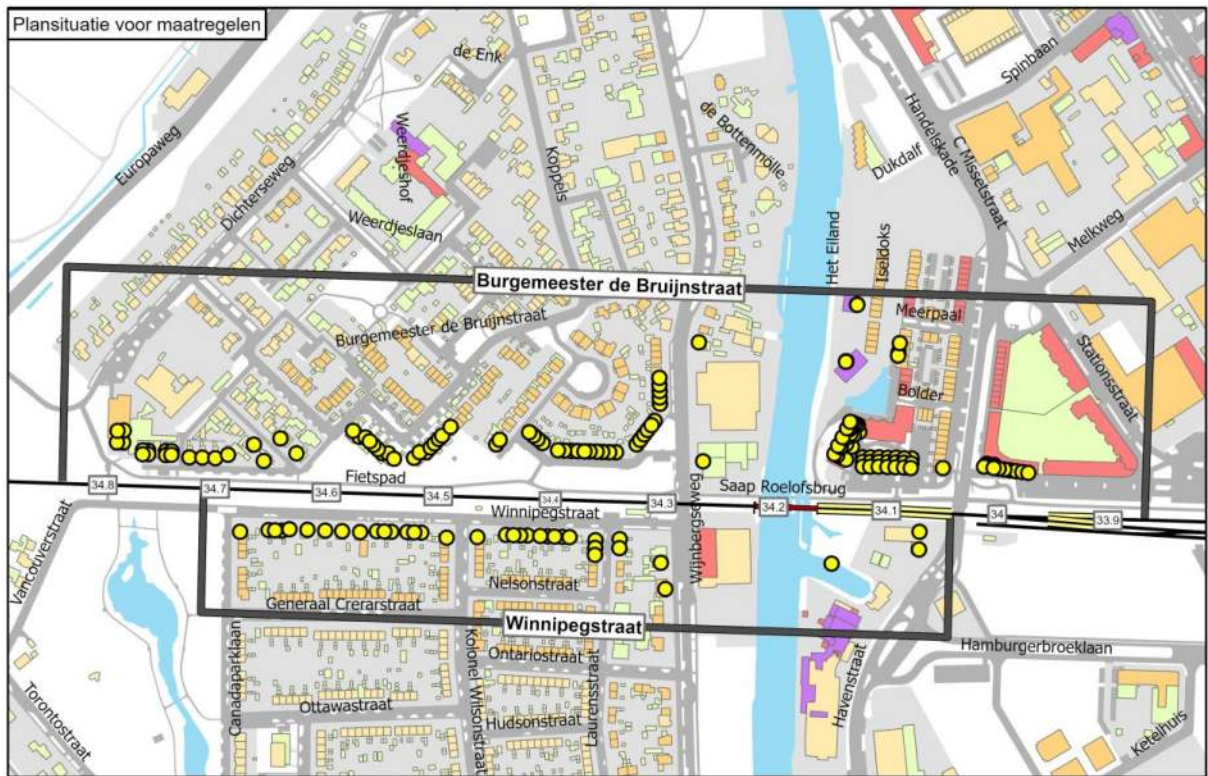 Plansituatie voor maatregelen
de Enk
Spinbaan
Europaweg
Weerdjeshof
Dichterseweg
Koppels
de Bottenmölle
Handelskade
C Missetstraat
Dukdalf
Weerdjeslaan
Melkweg
Het Eiland
Iseldoks
Burgemeester de Bruijnstraat
Meerpaal
Burgemeester de Bruijnstraat
Stationsstraat
Bolder
Fietspad
Saap Roelofsbrug
34.8
34.7
34.6
34.5
34.4
34.3
34.2
34.1
34
33.9
Winnipegstraat
Wijnbergseweg
Vancouverstraat
Nelsonstraat
Generaal Crerarstraat
Winnipegstraat
Hamburgerbroeklaan
Havenstraat
Canadaparklaan
Kolonel Wilsonstraat
Ontariostraat
Laurensstraat
Ottawastraat
Hudsonstraat
Torontostraat
Ketelhuis